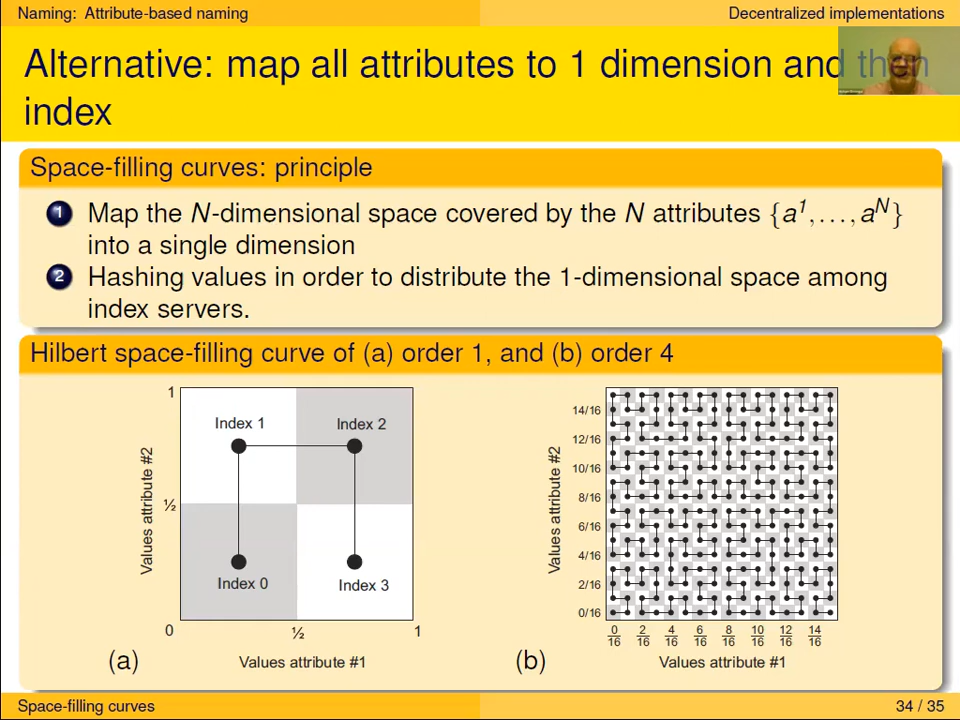 Naming: Attribute-based naming
Decentralized implementations
Alternative: map all attributes to 1 dimension and then
index
Space-filling curves: principle
1 Map the N-dimensional space covered by the N attributes {a¹,...,aᴺ}
into a single dimension
2 Hashing values in order to distribute the 1-dimensional space among
index servers.
Hilbert space-filling curve of (a) order 1, and (b) order 4
1
Index 1
Index 2
Values attribute #2
½
Index 0
Index 3
0
½
1
(a)
Values attribute #1
14/16
12/16
10/16
8/16
6/16
4/16
2/16
0/16
Values attribute #2
0 2 4 6 8 10 12 14
16 16 16 16 16 16 16 16
(b)
Values attribute #1
Space-filling curves
34 / 35